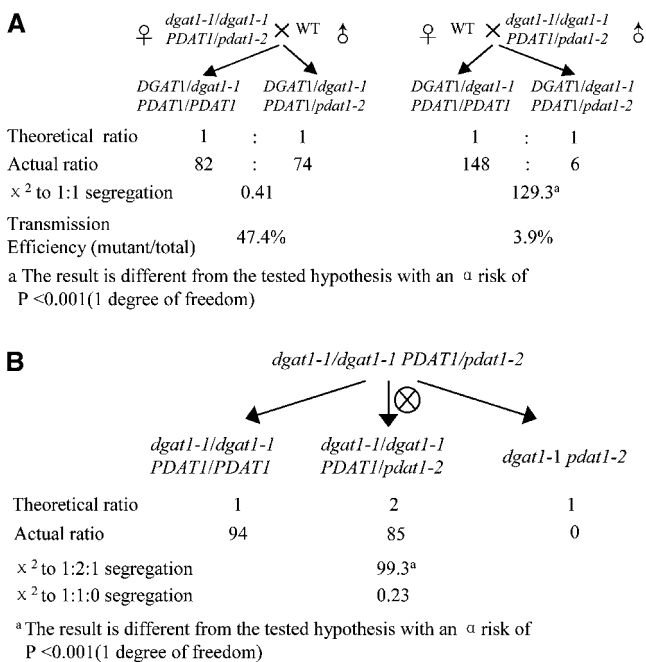 A
♀ dgat1-1/dgat1-1 PDAT1/pdat1-2 × WT ♂ ♀ WT × dgat1-1/dgat1-1 PDAT1/pdat1-2 ♂
DGAT1/dgat1-1 DGAT1/dgat1-1 DGAT1/dgat1-1 DGAT1/dgat1-1
PDAT1/PDAT1 PDAT1/pdat1-2 PDAT1/PDAT1 PDAT1/pdat1-2
Theoretical ratio 1 : 1 1 : 1
Actual ratio 82 : 74 148 : 6
χ² to 1:1 segregation 0.41 129.3ᵃ
Transmission
Efficiency (mutant/total) 47.4% 3.9%
a The result is different from the tested hypothesis with an α risk of
P <0.001(1 degree of freedom)
B
dgat1-1/dgat1-1 PDAT1/pdat1-2
dgat1-1/dgat1-1 dgat1-1/dgat1-1
PDAT1/PDAT1 PDAT1/pdat1-2 dgat1-1 pdat1-2
Theoretical ratio 1 2 1
Actual ratio 94 85 0
χ² to 1:2:1 segregation 99.3ᵃ
χ² to 1:1:0 segregation 0.23
ᵃ The result is different from the tested hypothesis with an α risk of
P <0.001(1 degree of freedom)